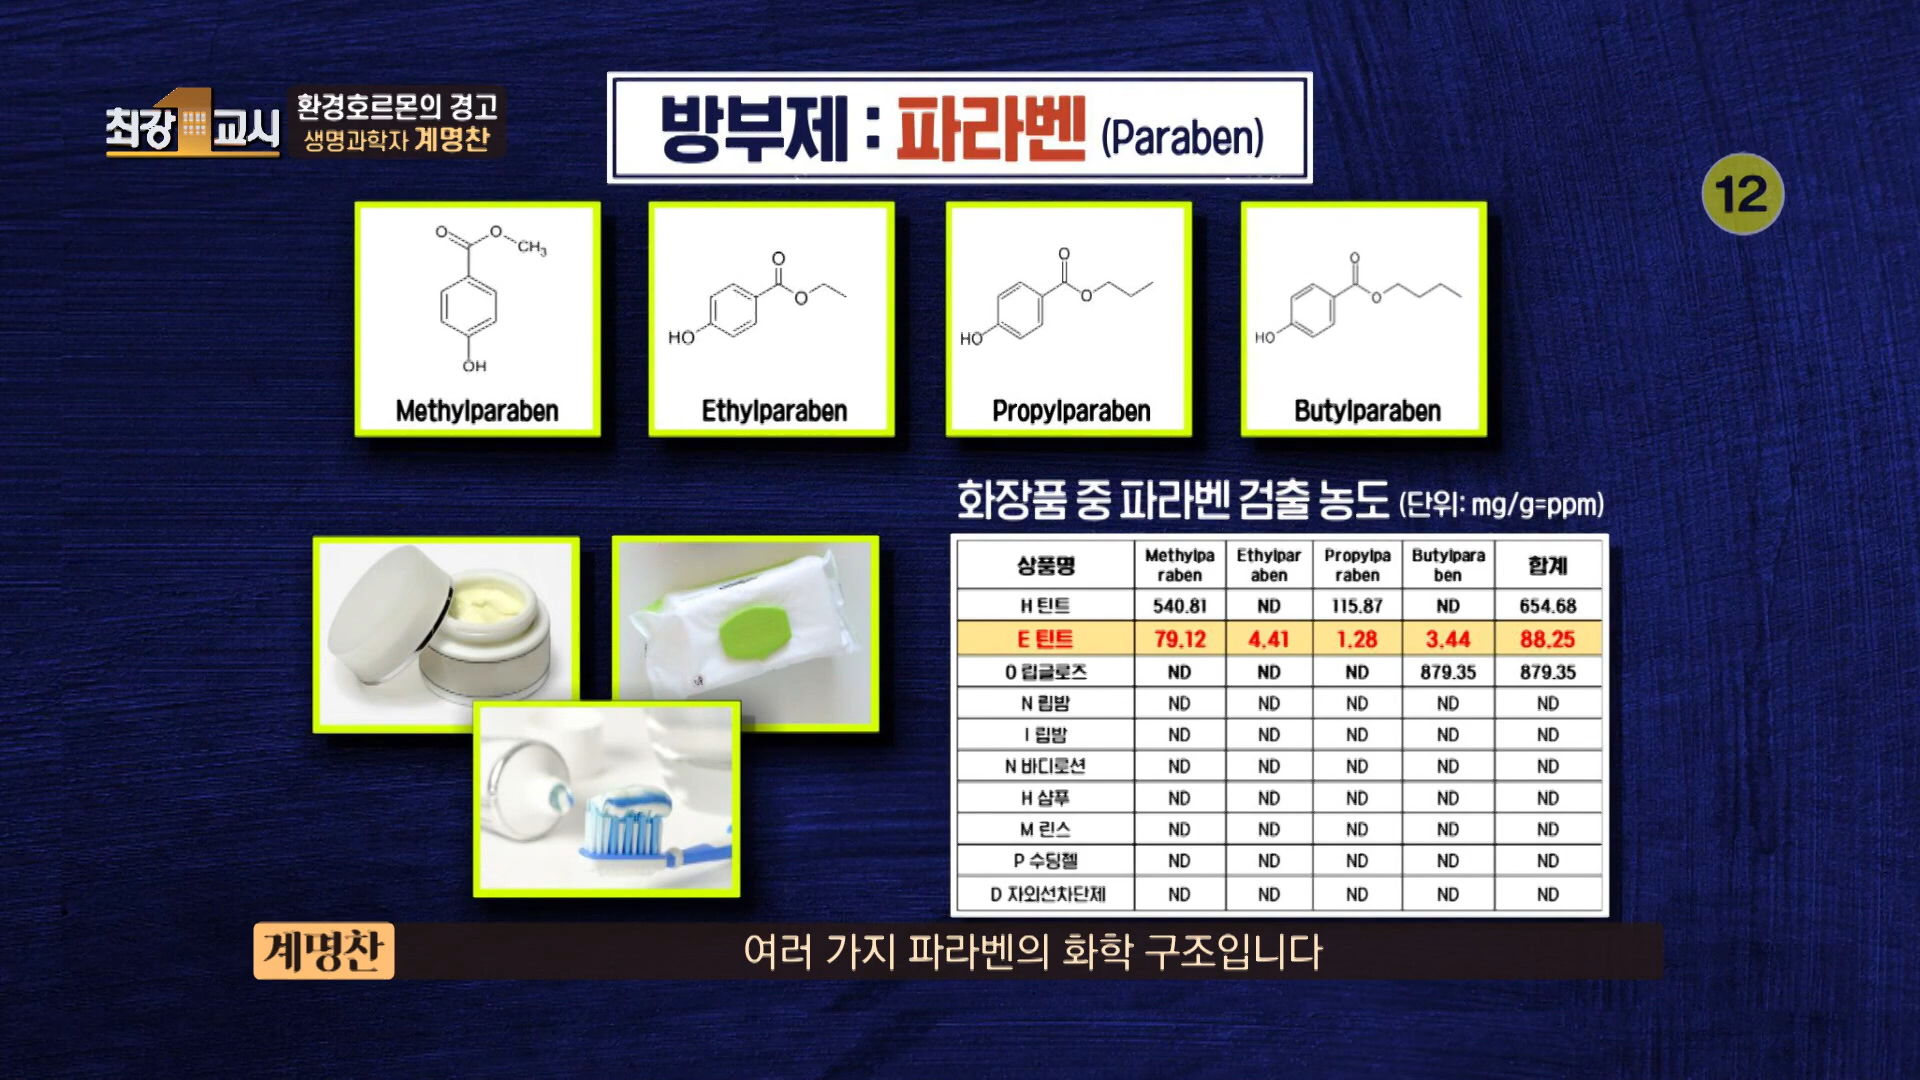 최강1교시
환경호르몬의 경고
생명과학자 계명찬
방부제 : 파라벤 (Paraben)
12
O O CH3
OH
Methylparaben
O
O
HO
Ethylparaben
O
O
HO
Propylparaben
O
O
HO
Butylparaben
화장품 중 파라벤 검출 농도 (단위: mg/g=ppm)
상품명 Methylpa raben Ethylpar aben Propylpa raben Butylpara ben 합계
H 틴트 540.81 ND 115.87 ND 654.68
E 틴트 79.12 4.41 1.28 3.44 88.25
O 립글로즈 ND ND ND 879.35 879.35
N 립밤 ND ND ND ND ND
I 립밤 ND ND ND ND ND
N 바디로션 ND ND ND ND ND
H 샴푸 ND ND ND ND ND
M 린스 ND ND ND ND ND
P 수딩젤 ND ND ND ND ND
D 자외선차단제 ND ND ND ND ND
계명찬 여러 가지 파라벤의 화학 구조입니다